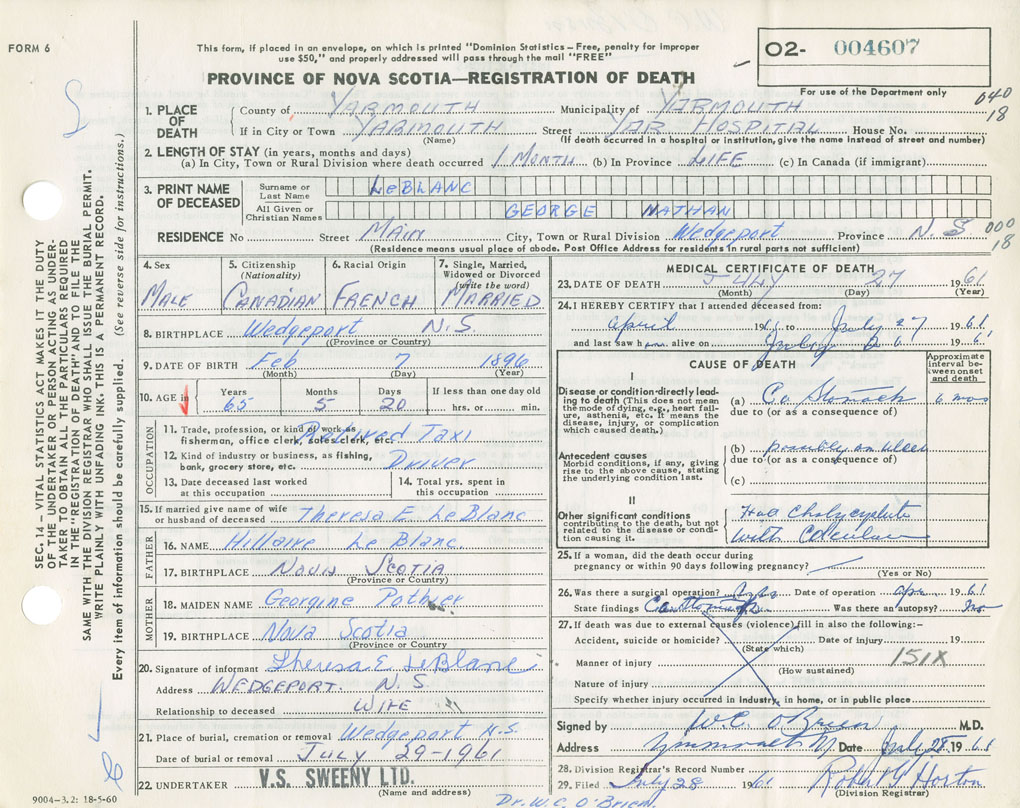 FORM 6
This form, if placed in an envelope, on which is printed "Dominion Statistics – Free, penalty for improper
use $50," and properly addressed will pass through the mail "FREE"
PROVINCE OF NOVA SCOTIA—REGISTRATION OF DEATH
O2- 004607
For use of the Department only
640
18
1. PLACE OF DEATH
County of YARMOUTH Municipality of YARMOUTH
If in City or Town YARMOUTH Street YAR HOSPITAL House No.
(Name) (If death occurred in a hospital or institution, give the name instead of street and number)
2. LENGTH OF STAY (in years, months and days)
(a) In City, Town or Rural Division where death occurred 1 MONTH (b) In Province LIFE (c) In Canada (if immigrant)
3. PRINT NAME OF DECEASED
Surname or Last Name LeBLANC
All Given or Christian Names GEORGE NATHAN
RESIDENCE No Street MAIN City, Town or Rural Division Wedgeport Province N. S 000
18
(Residence means usual place of abode. Post Office Address for residents in rural parts not sufficient)
4. Sex MALE
5. Citizenship (Nationality) CANADIAN
6. Racial Origin FRENCH
7. Single, Married, Widowed or Divorced (write the word) MARRIED
8. BIRTHPLACE Wedgeport N.S.
(Province or Country)
9. DATE OF BIRTH Feb 7 1896
(Month) (Day) (Year)
10. AGE in Years 65 Months 5 Days 20 If less than one day old hrs. or min.
OCCUPATION
11. Trade, profession, or kind of work as
fisherman, office clerk, sales clerk, etc. Retired Taxi
12. Kind of industry or business, as fishing,
bank, grocery store, etc. Driver
13. Date deceased last worked
at this occupation
14. Total yrs. spent in
this occupation
15. If married give name of wife
or husband of deceased Theresa E. LeBlanc
FATHER
16. NAME Hillaire LeBlanc
17. BIRTHPLACE Nova Scotia
(Province or Country)
MOTHER
18. MAIDEN NAME Georgine Pothier
19. BIRTHPLACE Nova Scotia
(Province or Country)
20. Signature of informant Theresa E LeBlanc
Address WEDGEPORT. N. S
Relationship to deceased WIFE
21. Place of burial, cremation or removal Wedgeport N.S.
Date of burial or removal July 29-1961
22. UNDERTAKER V.S. SWEENY LTD.
(Name and address)
9004-3, 2: 18-5-60
MEDICAL CERTIFICATE OF DEATH
23. DATE OF DEATH JULY 27 1961
(Month) (Day) (Year)
24. I HEREBY CERTIFY that I attended deceased from:
April 1961 to July 27 1961
and last saw him alive on July 1961
CAUSE OF DEATH
Approximate interval between onset and death
I
Disease or condition directly leading to death (This does not mean
the mode of dying, e.g., heart failure, asthenia, etc. It means the
disease, injury, or complication
which caused death.)
(a) Ca Stomach 6 mos
due to (or as a consequence of)
Antecedent causes
Morbid conditions, if any, giving
rise to the above cause, stating
the underlying condition last.
(b) possibly an ulcer
due to (or as a consequence of)
(c)
II
Other significant conditions
contributing to the death, but not
related to the disease or condition causing it.
Had
with
25. If a woman, did the death occur during
pregnancy or within 90 days following pregnancy?
(Yes or No)
26. Was there a surgical operation? Date of operation Apr 1961
State findings Ca Stomach Was there an autopsy? No
27. If death was due to external causes (violence) fill in also the following:-
Accident, suicide or homicide? Date of injury 19
(State which)
Manner of injury 151X
(How sustained)
Nature of injury
Specify whether injury occurred in industry, in home, or in public place
Signed by W.C. O'Brien M.D.
Address Yarmouth N Date July 28 1961
28. Division Registrar's Record Number
29. Filed July 28 1961 Robert Horton
(Division Registrar)
Dr. W.C. O'Brien
SEC. 14 – VITAL STATISTICS ACT MAKES IT THE DUTY
OF THE UNDERTAKER OR PERSON ACTING AS UNDERTAKER TO OBTAIN ALL THE PARTICULARS REQUIRED
IN THE "REGISTRATION OF DEATH" AND TO FILE THE
SAME WITH THE DIVISION REGISTRAR WHO SHALL ISSUE THE BURIAL PERMIT.
WRITE PLAINLY WITH UNFADING INK. THIS IS A PERMANENT RECORD.
Every item of information should be carefully supplied. (See reverse side for instructions.)